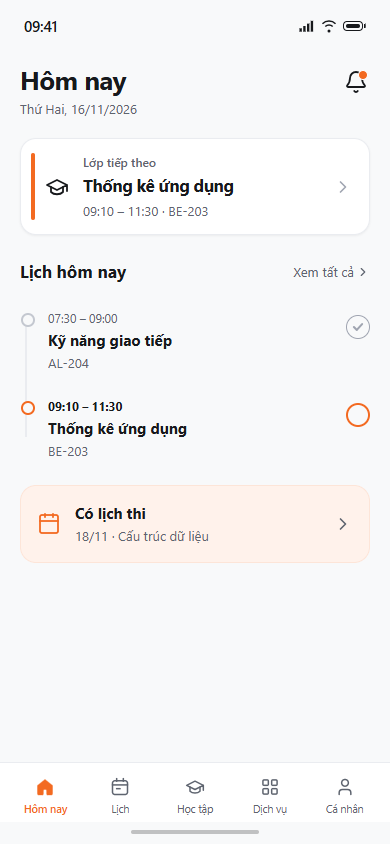 09:41
Hôm nay
Thứ Hai, 16/11/2026
Lớp tiếp theo
Thống kê ứng dụng
09:10 – 11:30 · BE-203
Lịch hôm nay
Xem tất cả
07:30 – 09:00
Kỹ năng giao tiếp
AL-204
09:10 – 11:30
Thống kê ứng dụng
BE-203
Có lịch thi
18/11 · Cấu trúc dữ liệu
Hôm nay
Lịch
Học tập
Dịch vụ
Cá nhân